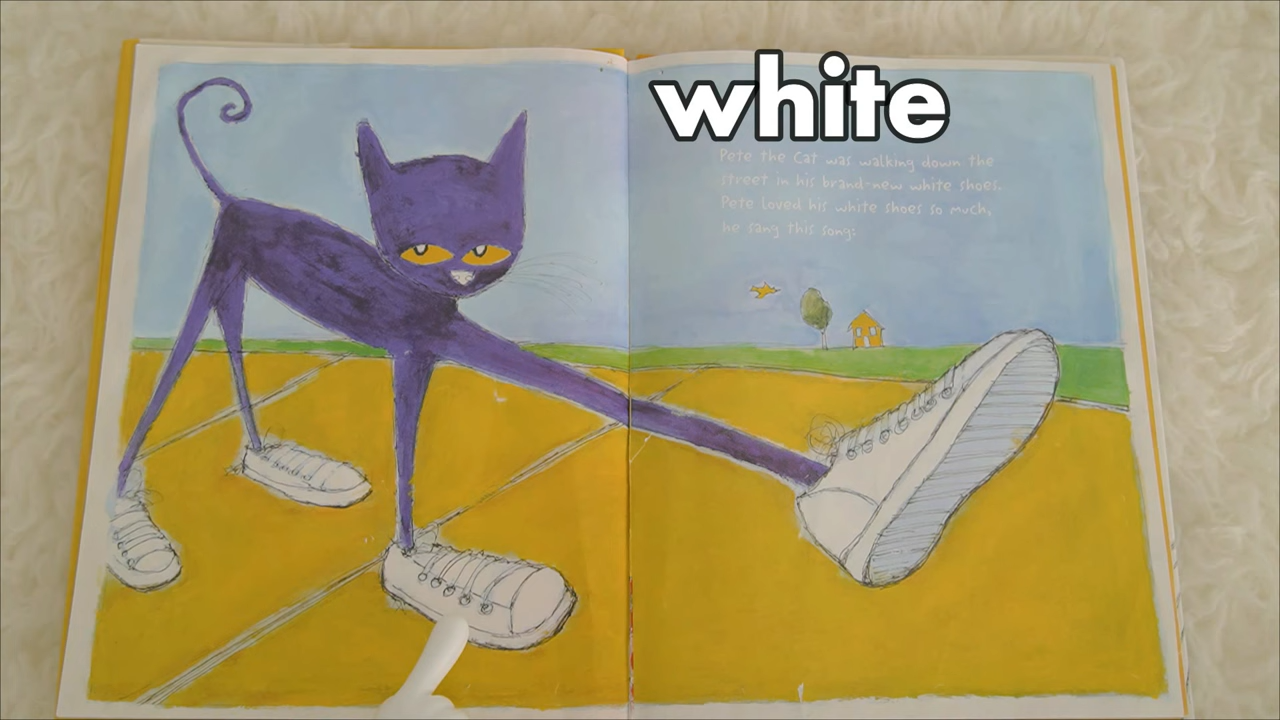 white
Pete the Cat was walking down the
street in his brand-new white shoes.
Pete loved his white shoes so much,
he sang this song: